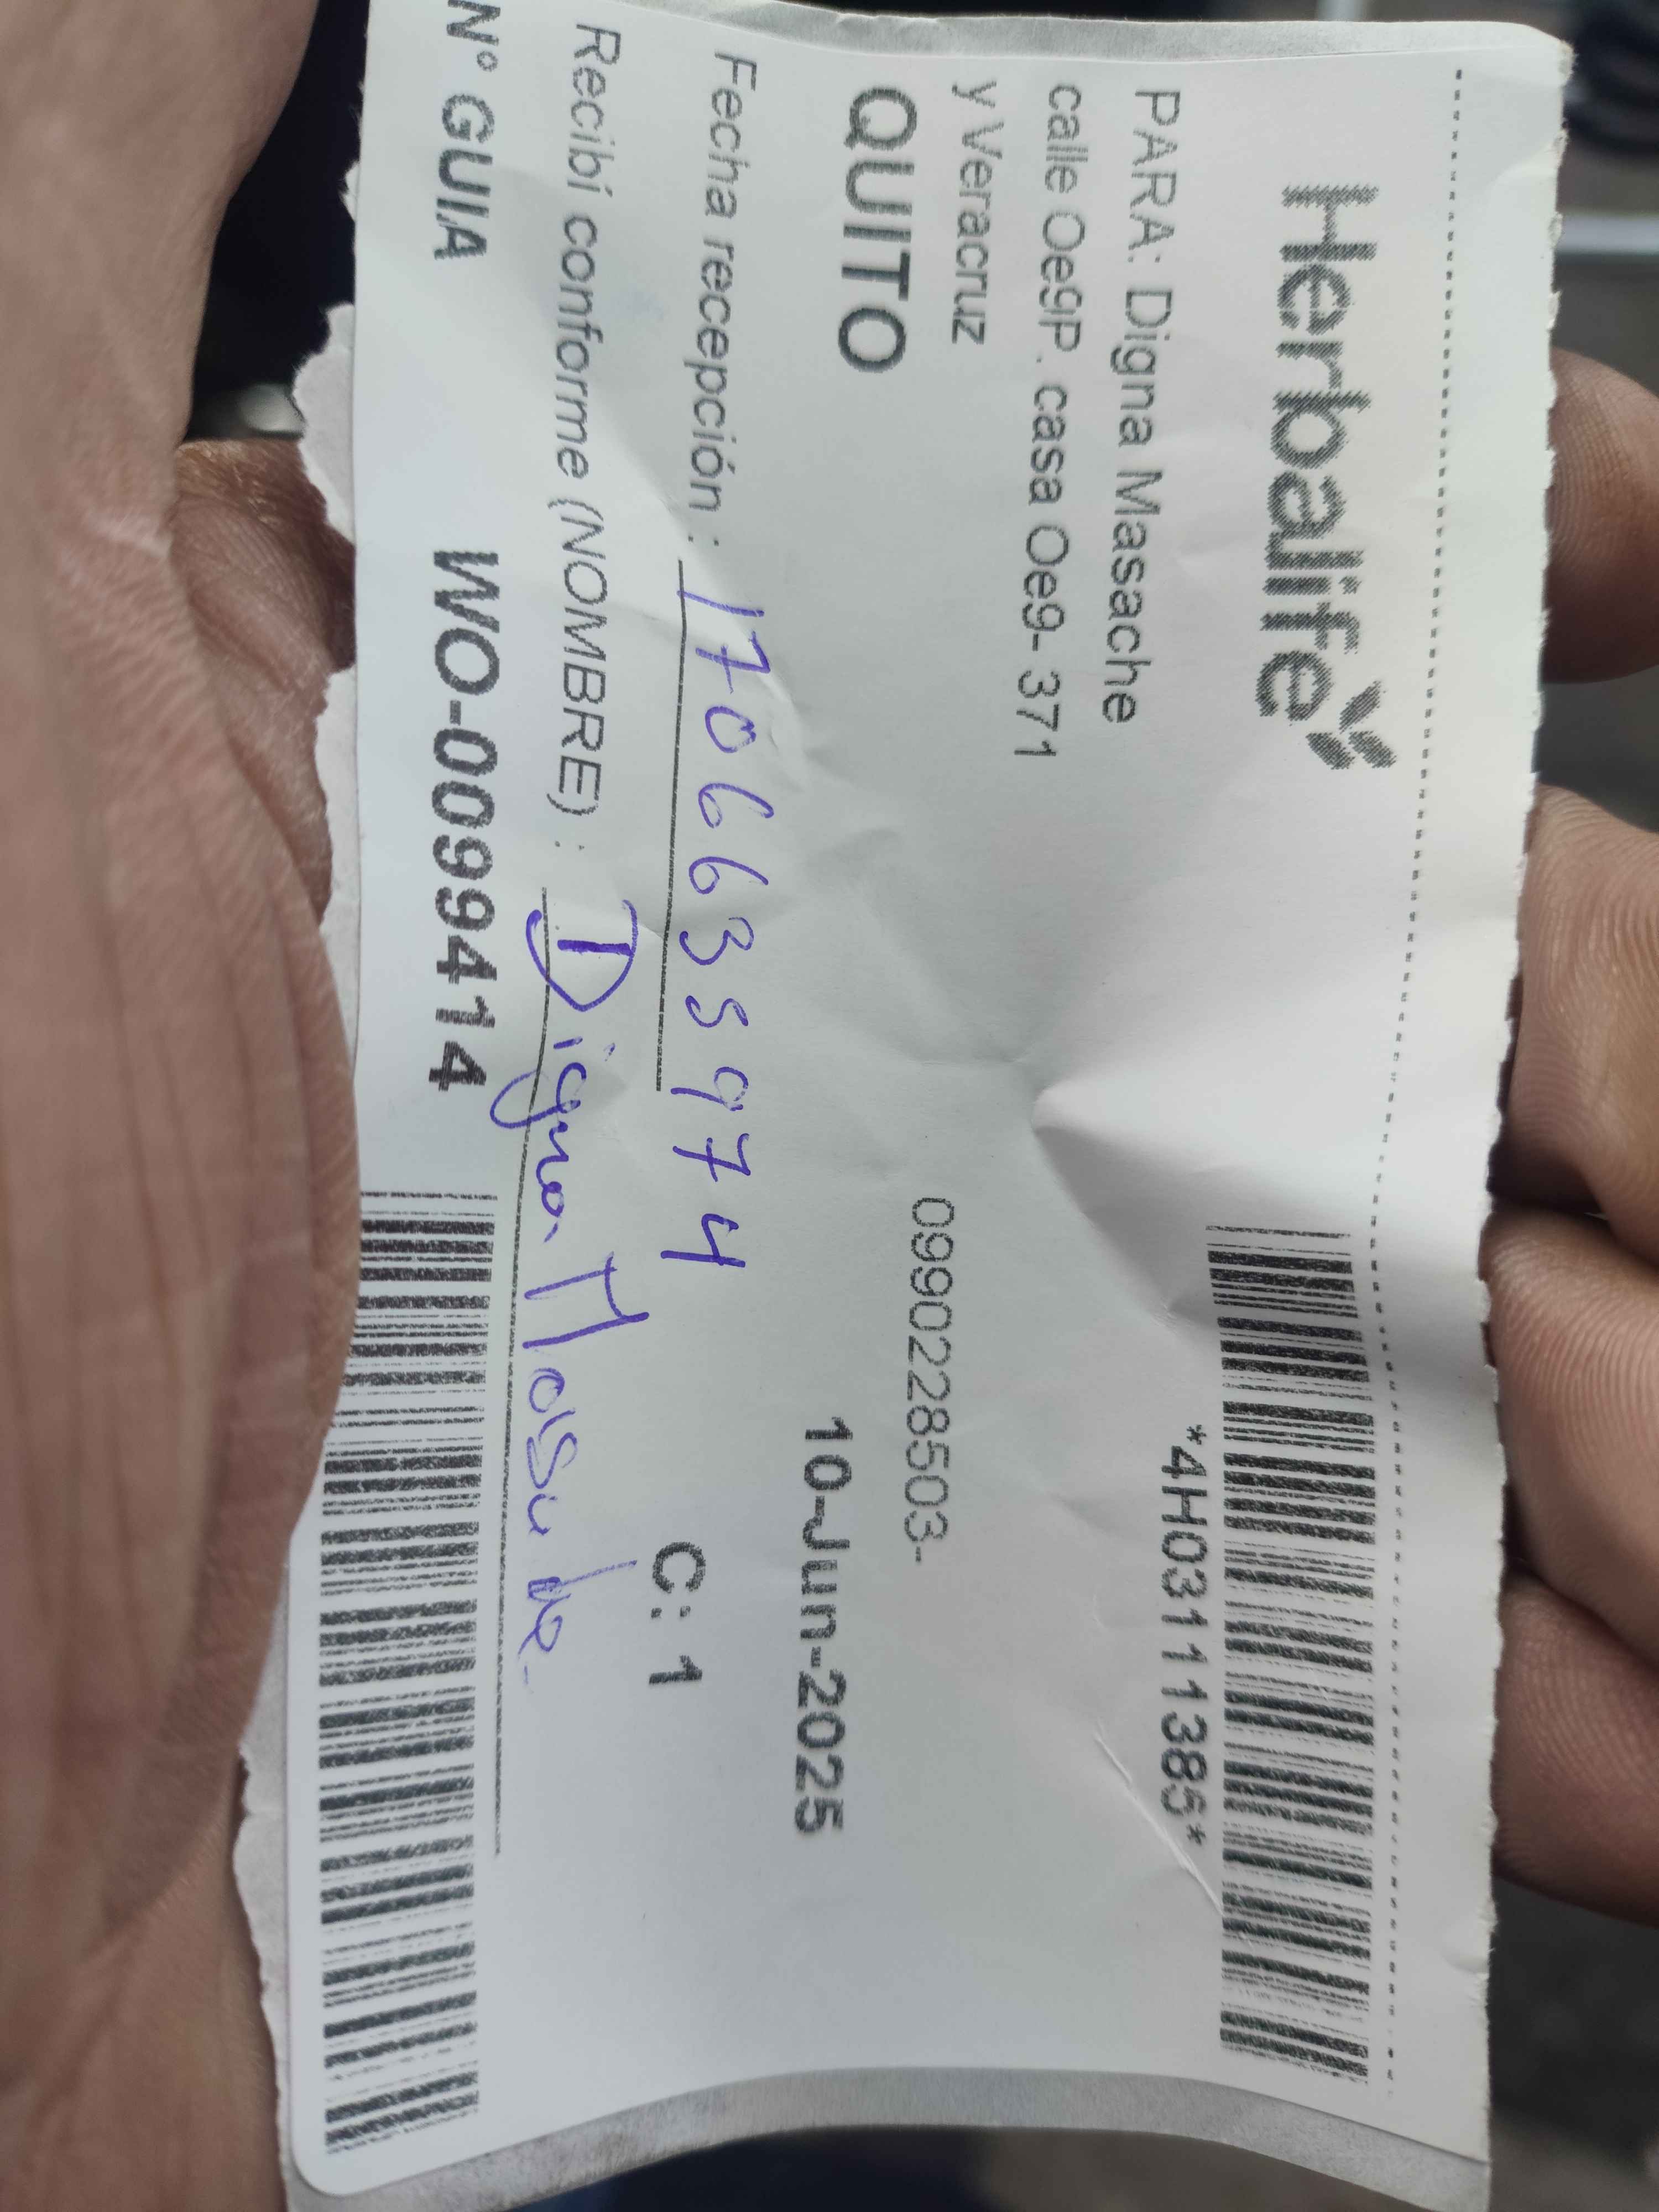 Herbalife
*4H03111385*
PARA: Digna Masache
calle Oe9P. casa Oe9- 371
y Veracruz
0990228503-
QUITO
10-Jun-2025
Fecha recepción : 1706635974
C: 1
Recibí conforme (NOMBRE) : Digna Masache
N° GUIA WO-0099414